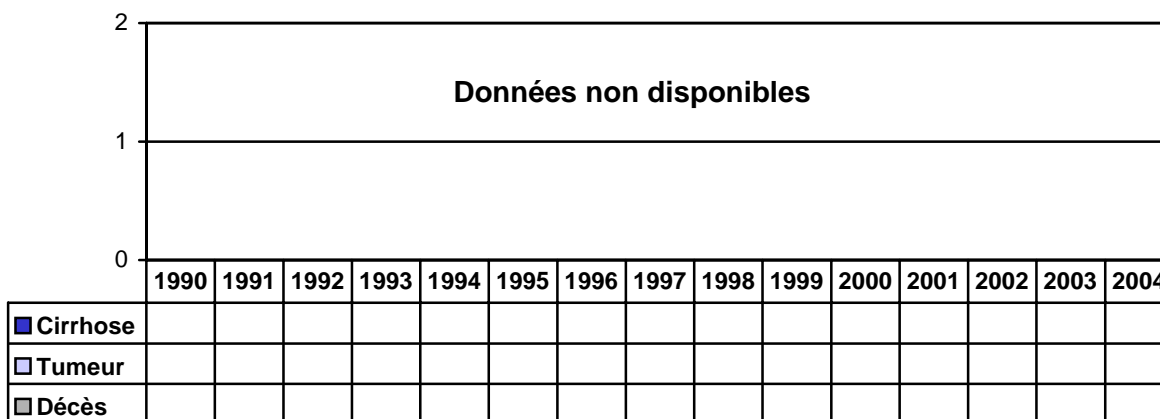 2
Données non disponibles
1
0
1990 1991 1992 1993 1994 1995 1996 1997 1998 1999 2000 2001 2002 2003 2004
Cirrhose
Tumeur
Décès